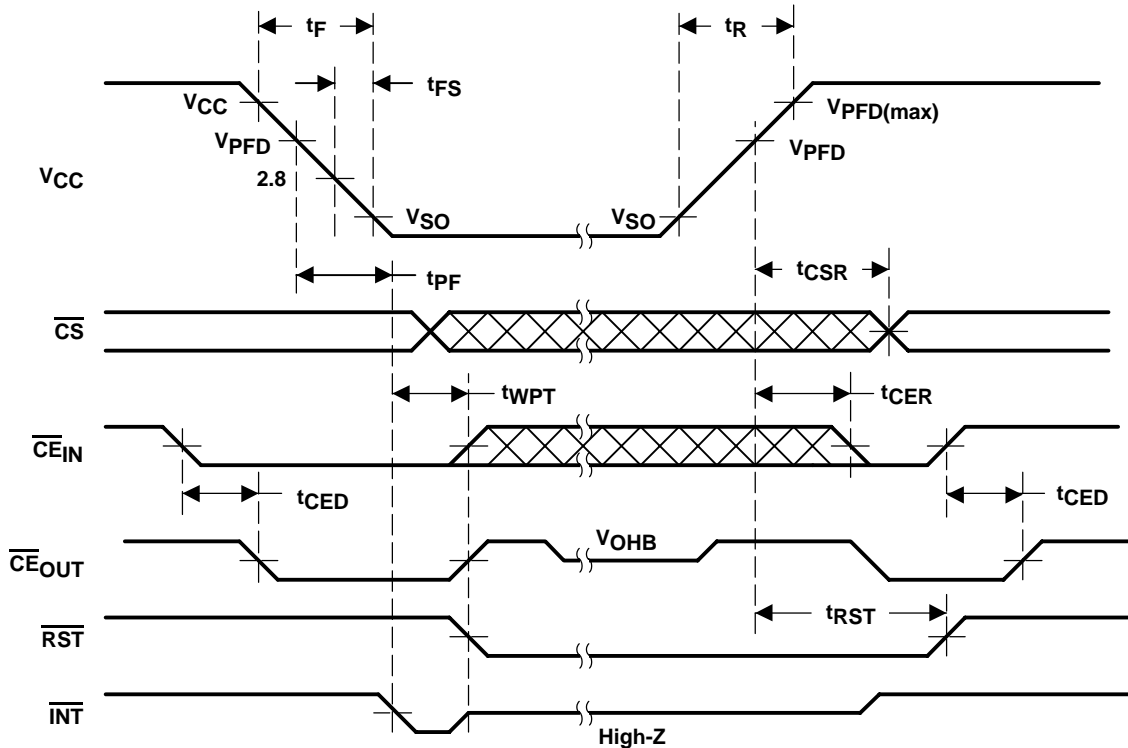 tF
tR
tFS
VCC
VPFD(max)
VPFD
VPFD
VCC
2.8
VSO
VSO
tPF
tCSR
CS
tWPT
tCER
CEIN
tCED
tCED
VOHB
CEOUT
tRST
RST
INT
High-Z